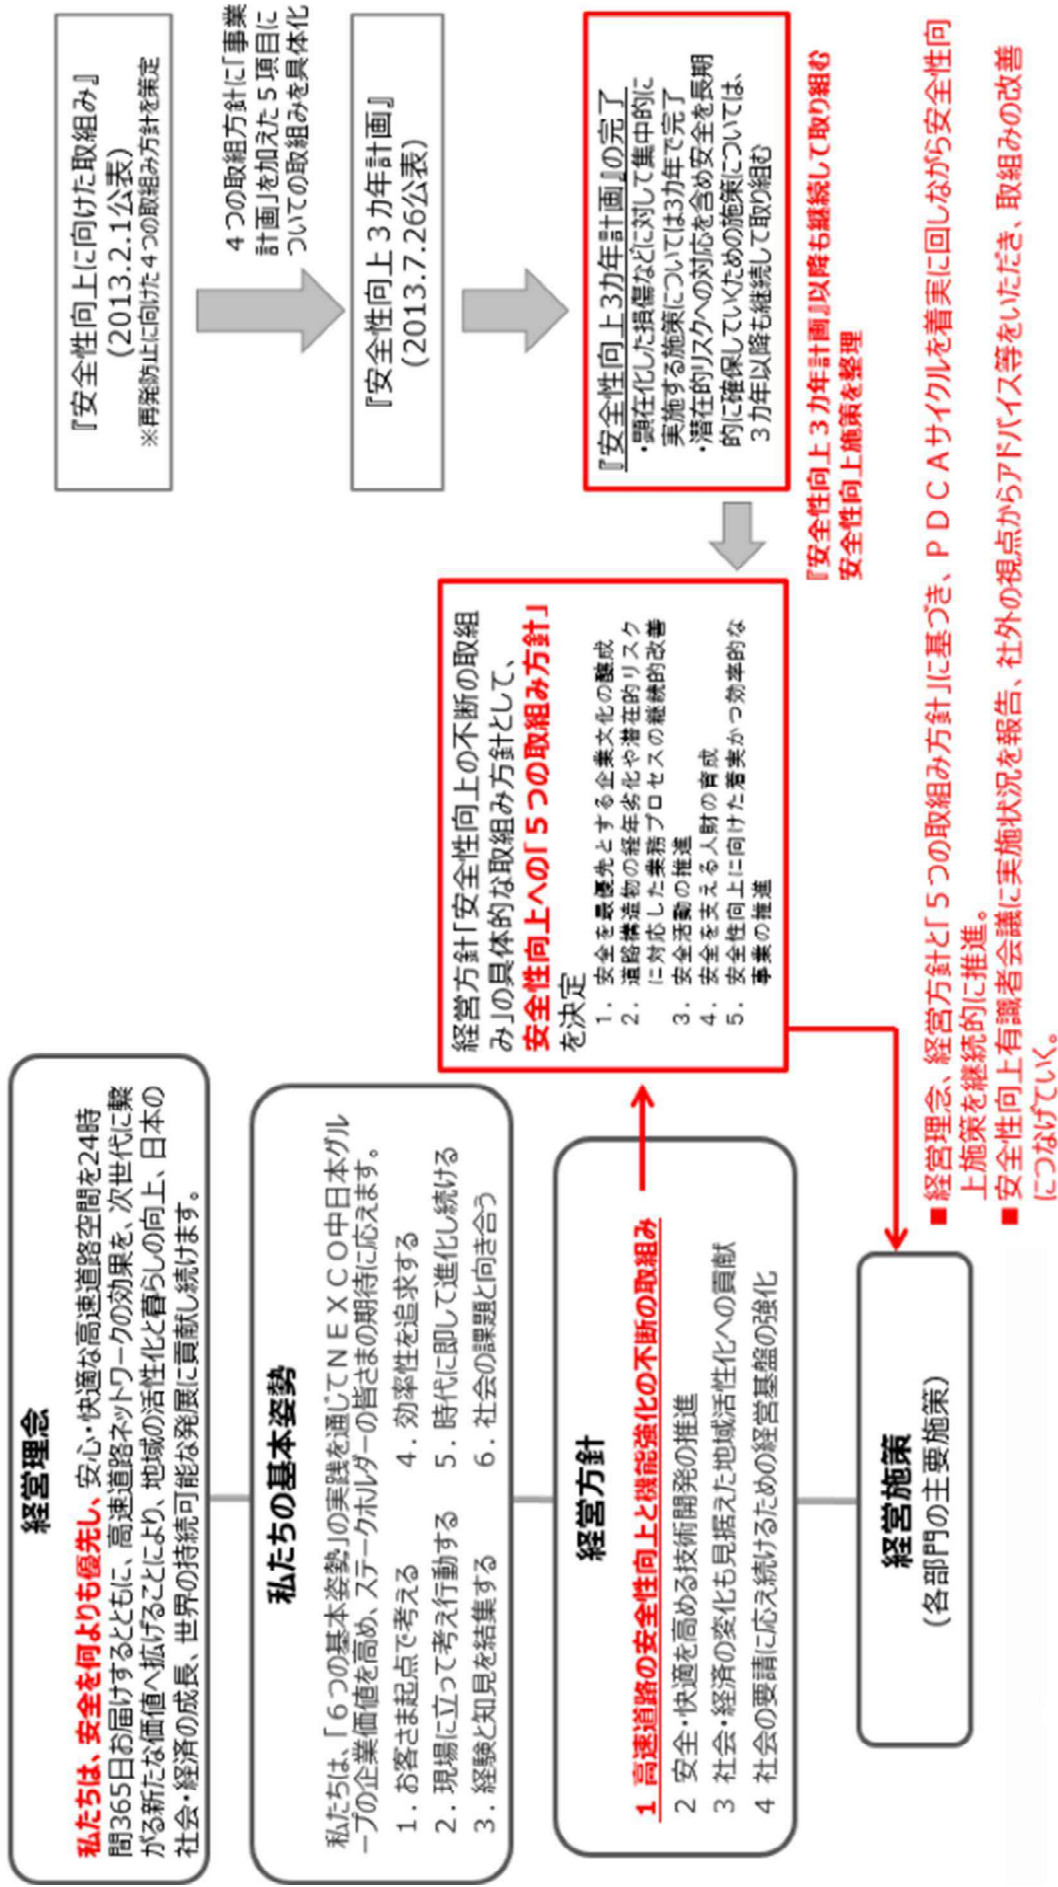 経営理念
私たちは、安全を何よりも優先し、安心・快適な高速道路空間を24時
間365日お届けするとともに、高速道路ネットワークの効果を、次世代に繋
がる新たな価値へ拡げることにより、地域の活性化と暮らしの向上、日本の
社会・経済の成長、世界の持続可能な発展に貢献し続けます。
私たちの基本姿勢
私たちは、「6つの基本姿勢」の実践を通じてNEXCO中日本グル
ープの企業価値を高め、ステークホルダーの皆さまの期待に応えます。
1. お客さま起点で考える 4. 効率性を追求する
2. 現場に立って考え行動する 5. 時代に即して進化し続ける
3. 経験と知見を結集する 6. 社会の課題と向き合う
経営方針
1 高速道路の安全性向上と機能強化の不断の取組み
2 安全・快適を高める技術開発の推進
3 社会・経済の変化も見据えた地域活性化への貢献
4 社会の要請に応え続けるための経営基盤の強化
経営施策
(各部門の主要施策)
経営方針「安全性向上の不断の取組
み」の具体的な取組み方針として、
安全性向上への「5つの取組み方針」
を決定
1. 安全を最優先とする企業文化の醸成
2. 道路構造物の経年劣化や潜在的リスク
に対応した業務プロセスの継続的改善
3. 安全活動の推進
4. 安全を支える人財の育成
5. 安全性向上に向けた着実かつ効率的な
事業の推進
『安全性向上に向けた取組み』
(2013.2.1公表)
※再発防止に向けた4つの取組み方針を策定
4つの取組方針に「事業
計画」を加えた5項目に
ついての取組みを具体化
『安全性向上3カ年計画』
(2013.7.26公表)
『安全性向上3カ年計画』の完了
・顕在化した損傷などに対して集中的に
実施する施策については3カ年で完了
・潜在的リスクへの対応を含め安全を長期
的に確保していくための施策については、
3カ年以降も継続して取り組む
『安全性向上3カ年計画』以降も継続して取り組む
安全性向上施策を整理
■ 経営理念、経営方針と「5つの取組み方針」に基づき、PDCAサイクルを着実に回しながら安全性向
上施策を継続的に推進。
■ 安全性向上有識者会議に実施状況を報告、社外の視点からアドバイス等をいただき、取組みの改善
につなげていく。